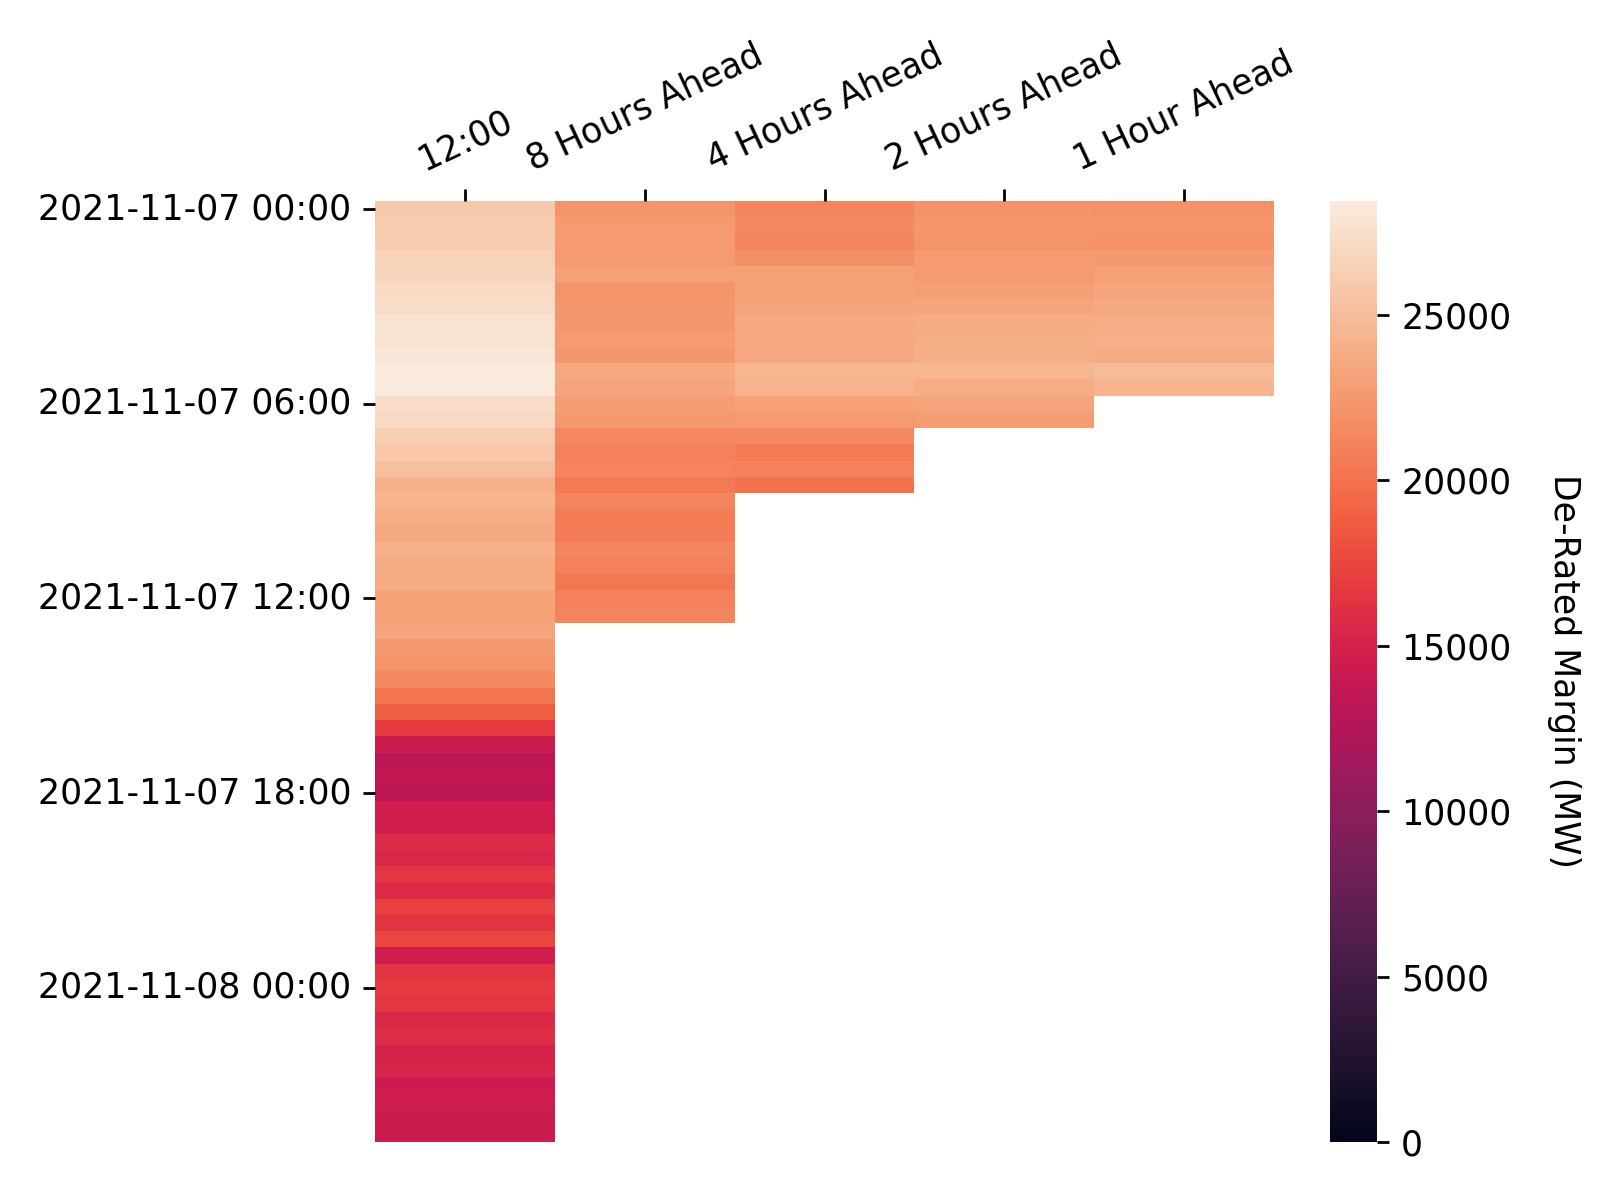 12:00
8 Hours Ahead
4 Hours Ahead
2 Hours Ahead
1 Hour Ahead
2021-11-07 00:00
2021-11-07 06:00
2021-11-07 12:00
2021-11-07 18:00
2021-11-08 00:00
25000
20000
15000
10000
5000
0
De-Rated Margin (MW)